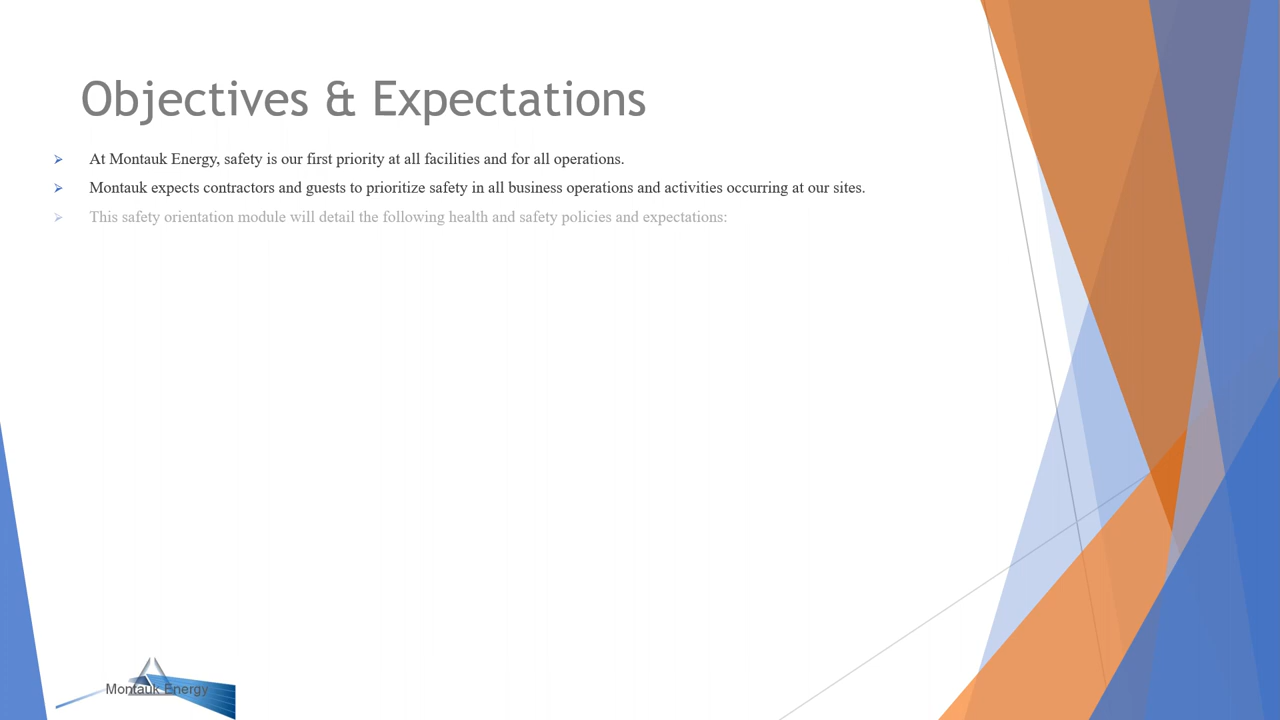 Objectives & Expectations
At Montauk Energy, safety is our first priority at all facilities and for all operations.
Montauk expects contractors and guests to prioritize safety in all business operations and activities occurring at our sites.
This safety orientation module will detail the following health and safety policies and expectations:
Montauk Energy